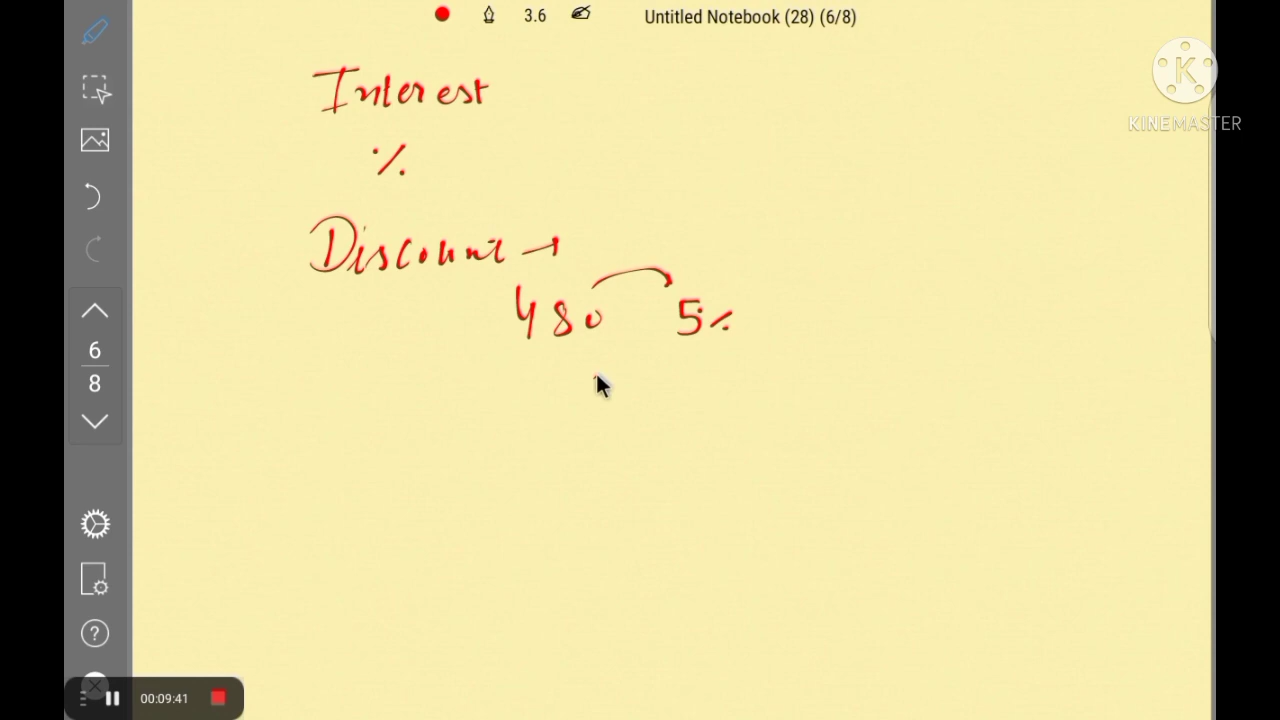 3.6 Untitled Notebook (28) (6/8)
K
KINEMASTER
Interest
%
Discount →
480 5%
6
8
?
00:09:41